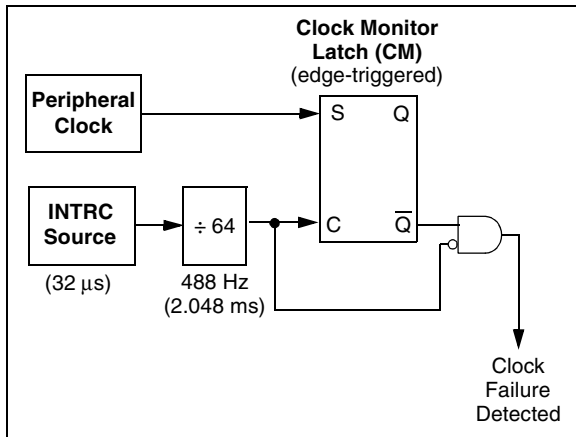 Clock Monitor
Latch (CM)
(edge-triggered)
Peripheral
Clock
S
Q
INTRC
Source
÷ 64
C
Q̅
(32 μs)
488 Hz
(2.048 ms)
Clock
Failure
Detected